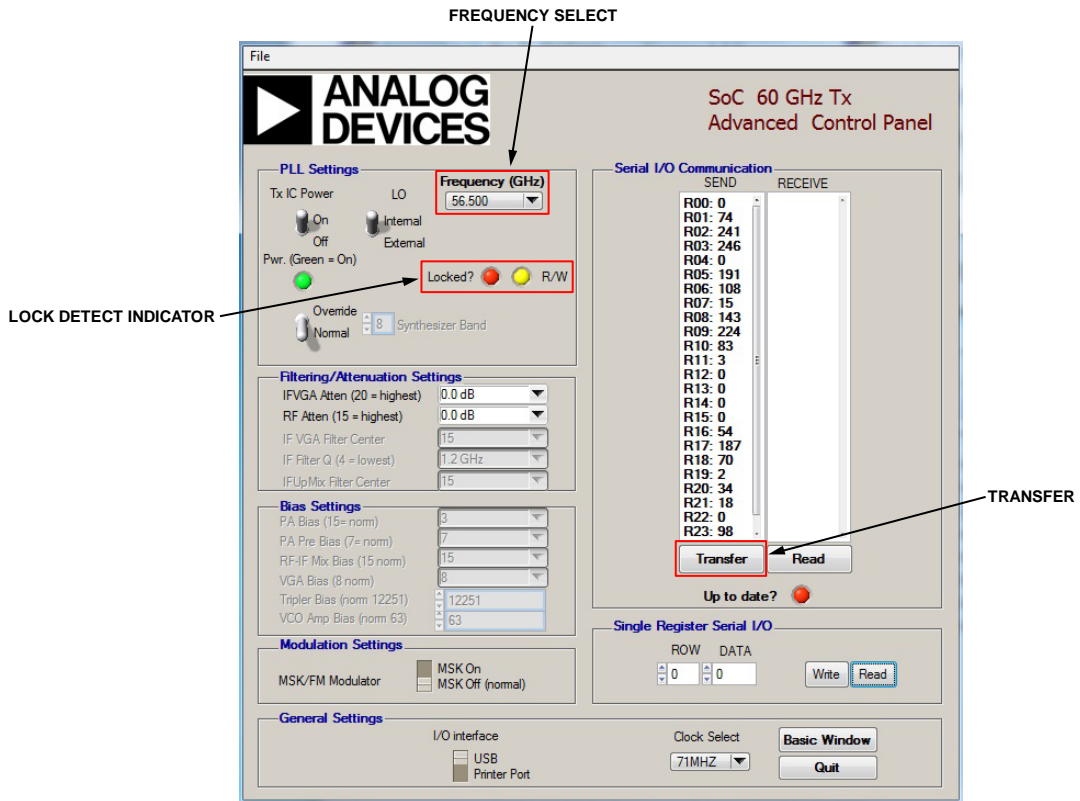 FREQUENCY SELECT
File
ANALOG
DEVICES
SoC 60 GHz Tx
Advanced Control Panel
PLL Settings
Tx IC Power
LO
Frequency (GHz)
56.500
On
Off
Internal
External
Pwr. (Green = On)
Locked?
R/W
LOCK DETECT INDICATOR
Override
Normal
8
Synthesizer Band
Filtering/Attenuation Settings
IFVGA Atten (20 = highest)
0.0 dB
RF Atten (15 = highest)
0.0 dB
IF VGA Filter Center
15
IF Filter Q (4 = lowest)
1.2 GHz
IFUpMix Filter Center
15
Bias Settings
PA Bias (15= norm)
3
PA Pre Bias (7= norm)
7
RF-IF Mix Bias (15 norm)
15
VGA Bias (8 norm)
8
Tripler Bias (norm 12251)
12251
VCO Amp Bias (norm 63)
63
Modulation Settings
MSK/FM Modulator
MSK On
MSK Off (normal)
Serial I/O Communication
SEND
RECEIVE
R00: 0
R01: 74
R02: 241
R03: 246
R04: 0
R05: 191
R06: 108
R07: 15
R08: 143
R09: 224
R10: 83
R11: 3
R12: 0
R13: 0
R14: 0
R15: 0
R16: 54
R17: 187
R18: 70
R19: 2
R20: 34
R21: 18
R22: 0
R23: 98
TRANSFER
Transfer
Read
Up to date?
Single Register Serial I/O
ROW
DATA
0
0
Write
Read
General Settings
I/O interface
USB
Printer Port
Clock Select
71MHZ
Basic Window
Quit